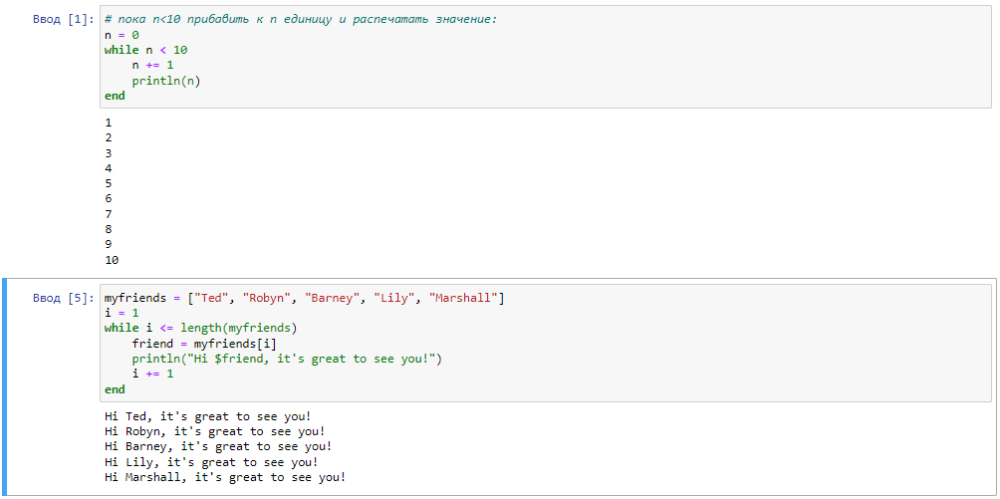 Ввод [1]: # пока n<10 прибавить к n единицу и распечатать значение:
n = 0
while n < 10
    n += 1
    println(n)
end
1
2
3
4
5
6
7
8
9
10
Ввод [5]: myfriends = ["Ted", "Robyn", "Barney", "Lily", "Marshall"]
i = 1
while i <= length(myfriends)
    friend = myfriends[i]
    println("Hi $friend, it's great to see you!")
    i += 1
end
Hi Ted, it's great to see you!
Hi Robyn, it's great to see you!
Hi Barney, it's great to see you!
Hi Lily, it's great to see you!
Hi Marshall, it's great to see you!